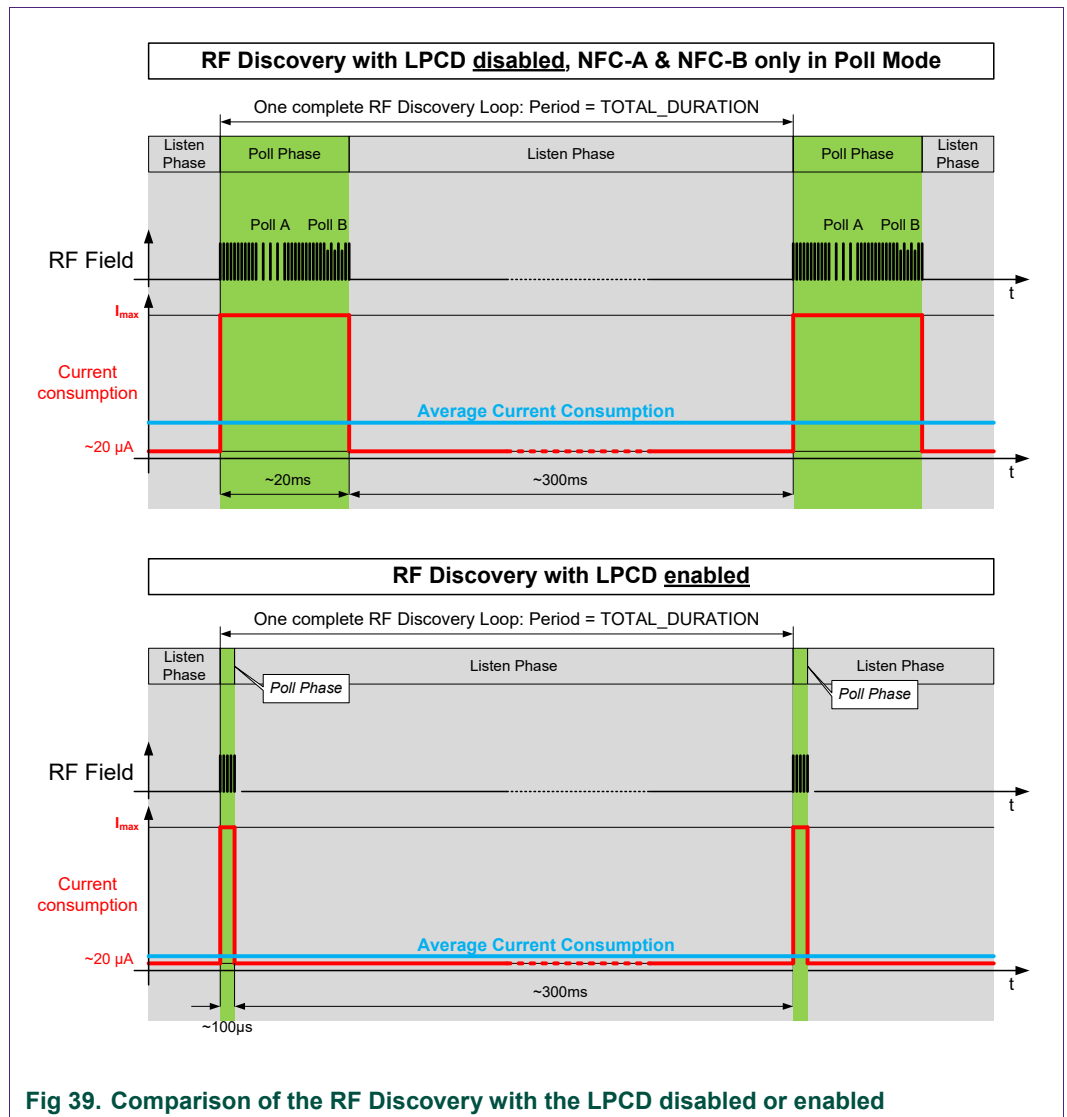 RF Discovery with LPCD disabled, NFC-A & NFC-B only in Poll Mode
One complete RF Discovery Loop: Period = TOTAL_DURATION
Listen
Phase
Poll Phase
Listen Phase
Poll Phase
Listen
Phase
Poll A
Poll B
Poll A
Poll B
RF Field
t
Imax
Current
consumption
Average Current Consumption
~20 µA
t
~20ms
~300ms
RF Discovery with LPCD enabled
One complete RF Discovery Loop: Period = TOTAL_DURATION
Listen
Phase
Listen Phase
Listen Phase
Poll Phase
Poll Phase
RF Field
t
Imax
Current
consumption
Average Current Consumption
~20 µA
t
~300ms
~100µs
Fig 39. Comparison of the RF Discovery with the LPCD disabled or enabled